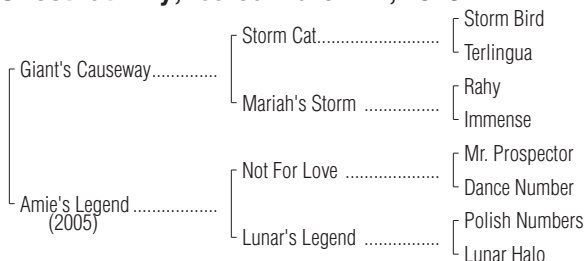 Storm Bird
Storm Cat........................
Terlingua
Giant's Causeway.............
Rahy
Mariah's Storm ................
Immense
Mr. Prospector
Not For Love ...................
Dance Number
Amie's Legend .................
(2005)
Polish Numbers
Lunar's Legend ...............
Lunar Halo